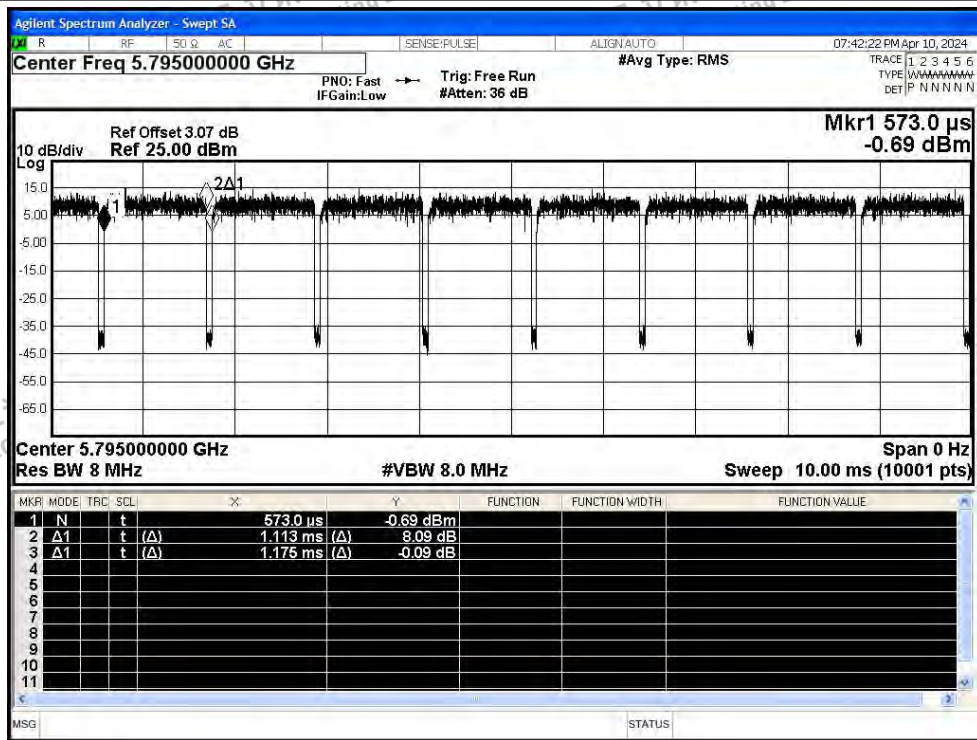 Agilent Spectrum Analyzer - Swept SA
R RF 50 Ω AC SENSE:PULSE ALIGN AUTO 07:42:22 PM Apr 10, 2024
Center Freq 5.795000000 GHz #Avg Type: RMS TRACE 1 2 3 4 5 6
PNO: Fast Trig: Free Run TYPE
IFGain:Low #Atten: 36 dB DET P N N N N N
Mkr1 573.0 µs
Ref Offset 3.07 dB
10 dB/div Ref 25.00 dBm -0.69 dBm
Log
15.0
5.00
-5.00
-15.0
-25.0
-35.0
-45.0
-55.0
-65.0
1
2Δ1
Center 5.795000000 GHz Span 0 Hz
Res BW 8 MHz #VBW 8.0 MHz Sweep 10.00 ms (10001 pts)
MKR MODE TRC SCL X Y FUNCTION FUNCTION WIDTH FUNCTION VALUE
1 N t 573.0 µs -0.69 dBm
2 Δ1 t (Δ) 1.113 ms (Δ) 8.09 dB
3 Δ1 t (Δ) 1.175 ms (Δ) -0.09 dB
4
5
6
7
8
9
10
11
MSG STATUS